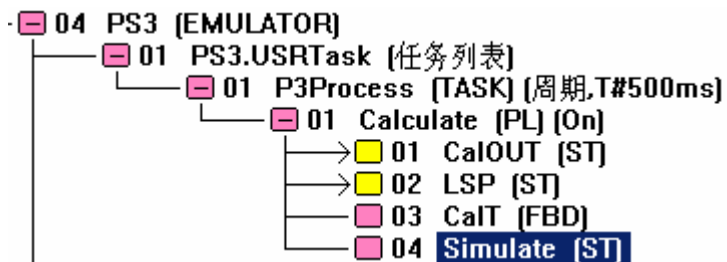 04 PS3 (EMULATOR)
01 PS3.USRTask (任务列表)
01 P3Process (TASK) (周期,T#500ms)
01 Calculate (PL) (On)
01 CalOUT (ST)
02 LSP (ST)
03 CalT (FBD)
04 Simulate (ST)